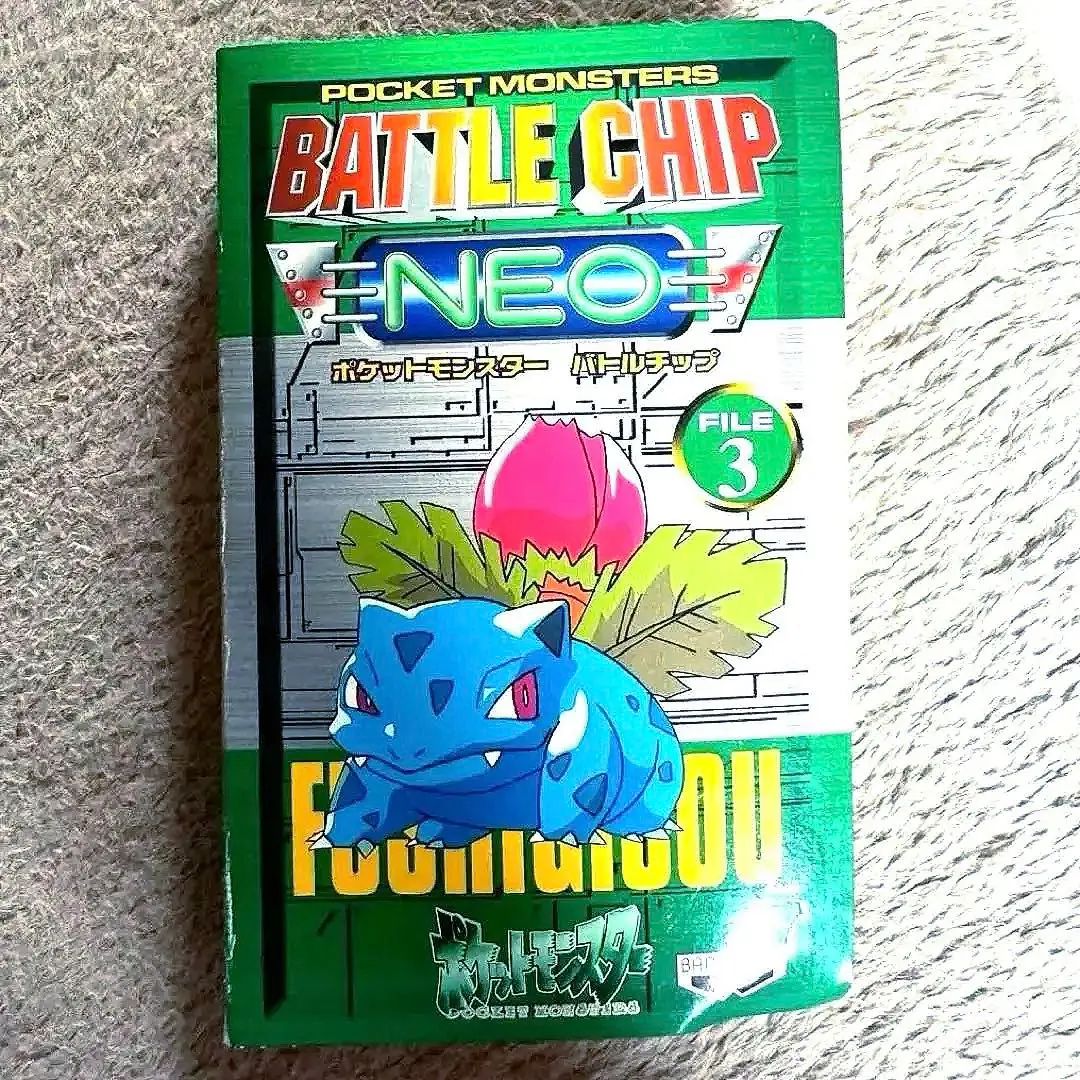 POCKET MONSTERS
BATTLE CHIP
NEO
ポケットモンスター バトルチップ
FILE
3
ポケットモンスター
POCKET MONSTERS